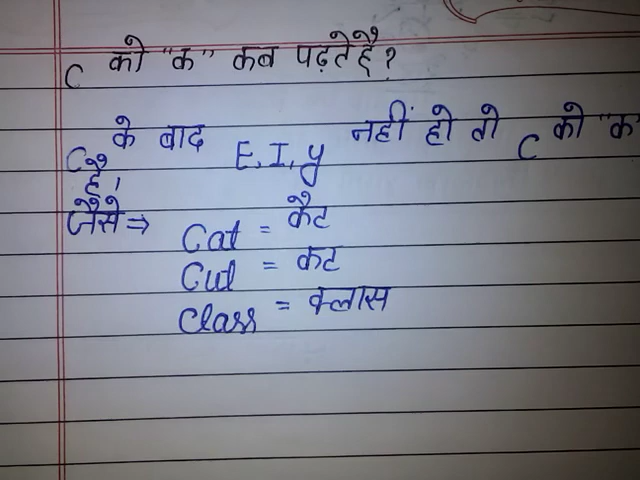 C को "क" कब पढ़ते है ?
C के बाद E, I, y नहीं हो तो C को "क"
है,
जैसे ⇒ Cat = कैट
Cut = कट
Class = क्लास